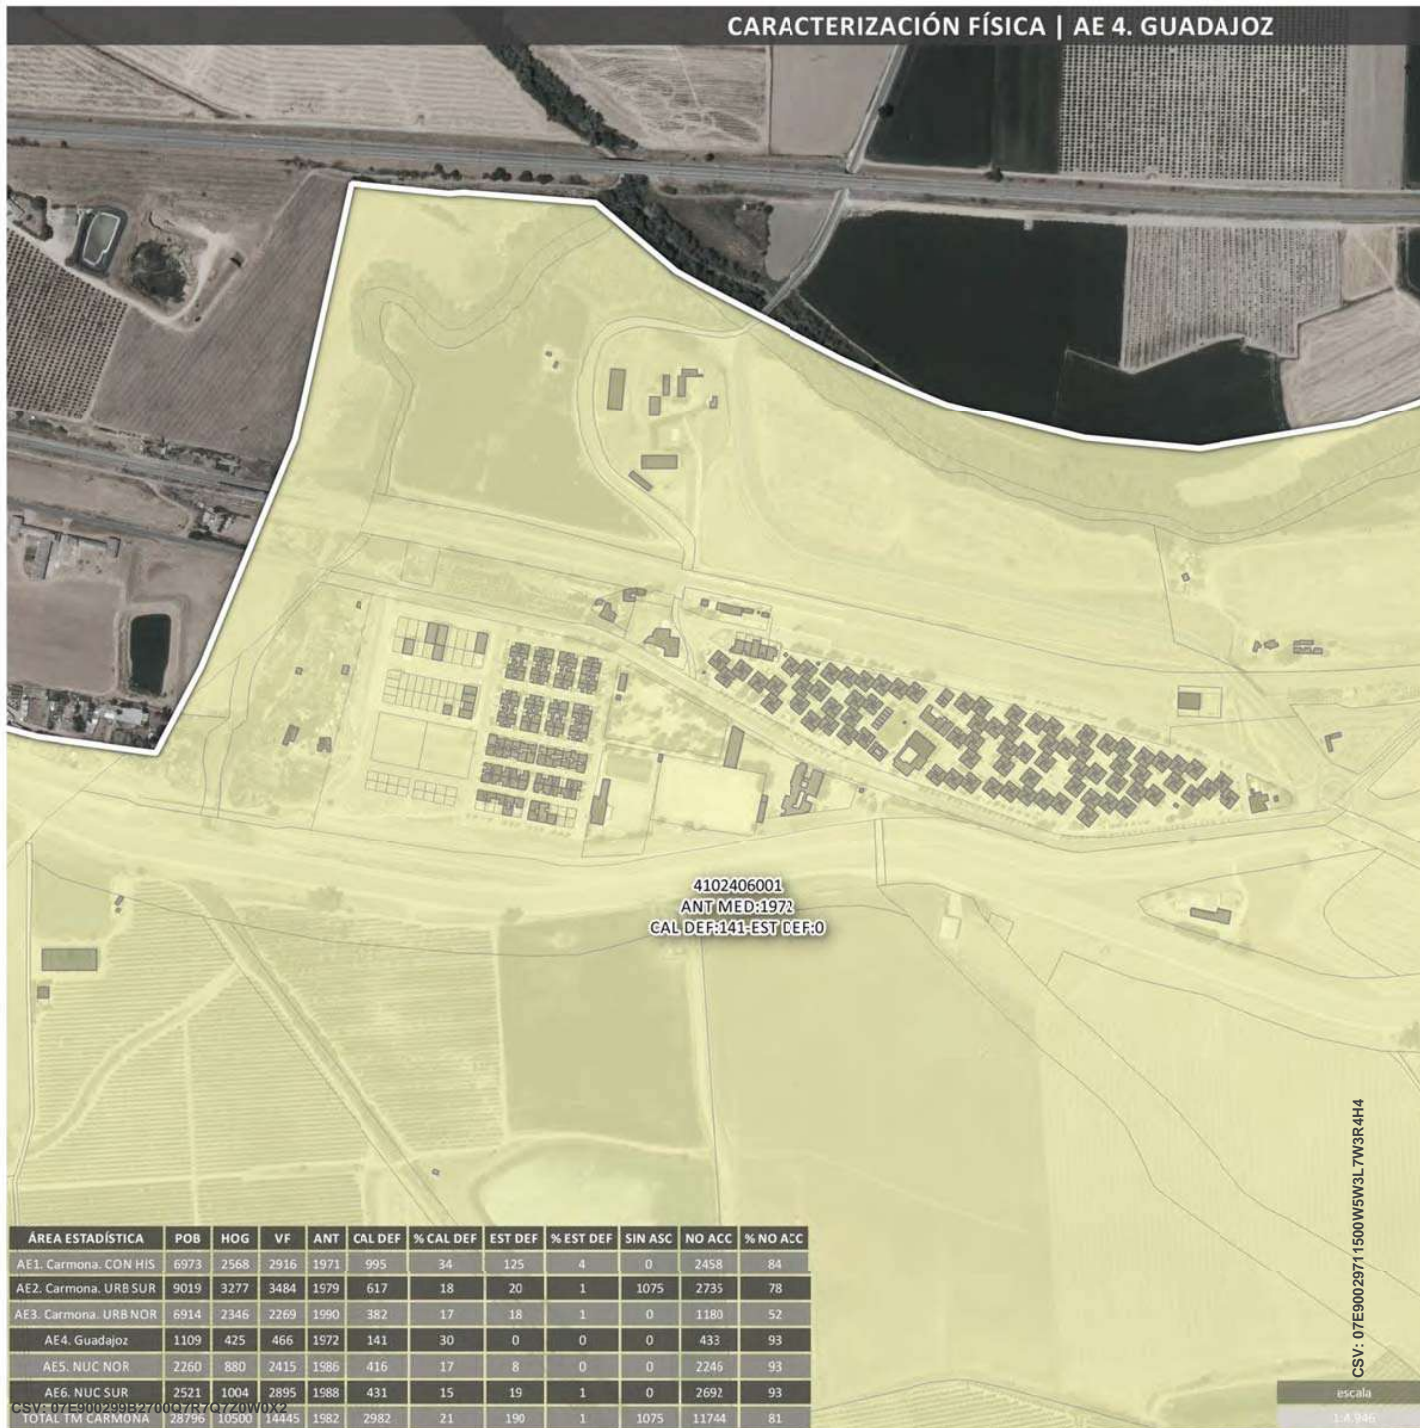 CARACTERIZACIÓN FÍSICA | AE 4. GUADAJOZ
4102406001
ANT MED:1972
CAL DEF:141-EST DEF:0
CSV: 07E90029711500W5W3L7W3R4H4
ÁREA ESTADÍSTICA POB HOG VF ANT CAL DEF % CAL DEF EST DEF % EST DEF SIN ASC NO ACC % NO ACC
AE1. Carmona. CON HIS 6973 2568 2916 1971 995 34 125 4 0 2458 84
AE2. Carmona. URB SUR 9019 3277 3484 1979 617 18 20 1 1075 2735 78
AE3. Carmona. URB NOR 6914 2346 2269 1990 382 17 18 1 0 1180 52
AE4. Guadajoz 1109 425 466 1972 141 30 0 0 0 433 93
AE5. NUC NOR 2260 880 2415 1986 416 17 8 0 0 2246 93
AE6. NUC SUR 2521 1004 2895 1988 431 15 19 1 0 2692 93
CSV: 07E900299B2700Q7R7Q7Z0W0X2
TOTAL TM CARMONA 28796 10500 14445 1982 2982 21 190 1 1075 11744 81
escala
1:4.946